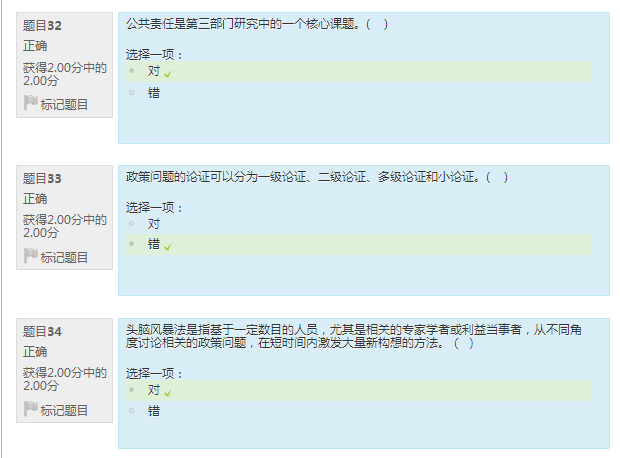 题目32
正确
获得2.00分中的
2.00分
标记题目
公共责任是第三部门研究中的一个核心课题。(    )
选择一项：
对
错
题目33
正确
获得2.00分中的
2.00分
标记题目
政策问题的论证可以分为一级论证、二级论证、多级论证和小论证。(    )
选择一项：
对
错
题目34
正确
获得2.00分中的
2.00分
标记题目
头脑风暴法是指基于一定数目的人员，尤其是相关的专家学者或利益当事者，从不同角
度讨论相关的政策问题，在短时间内激发大量新构想的方法。 (    )
选择一项：
对
错